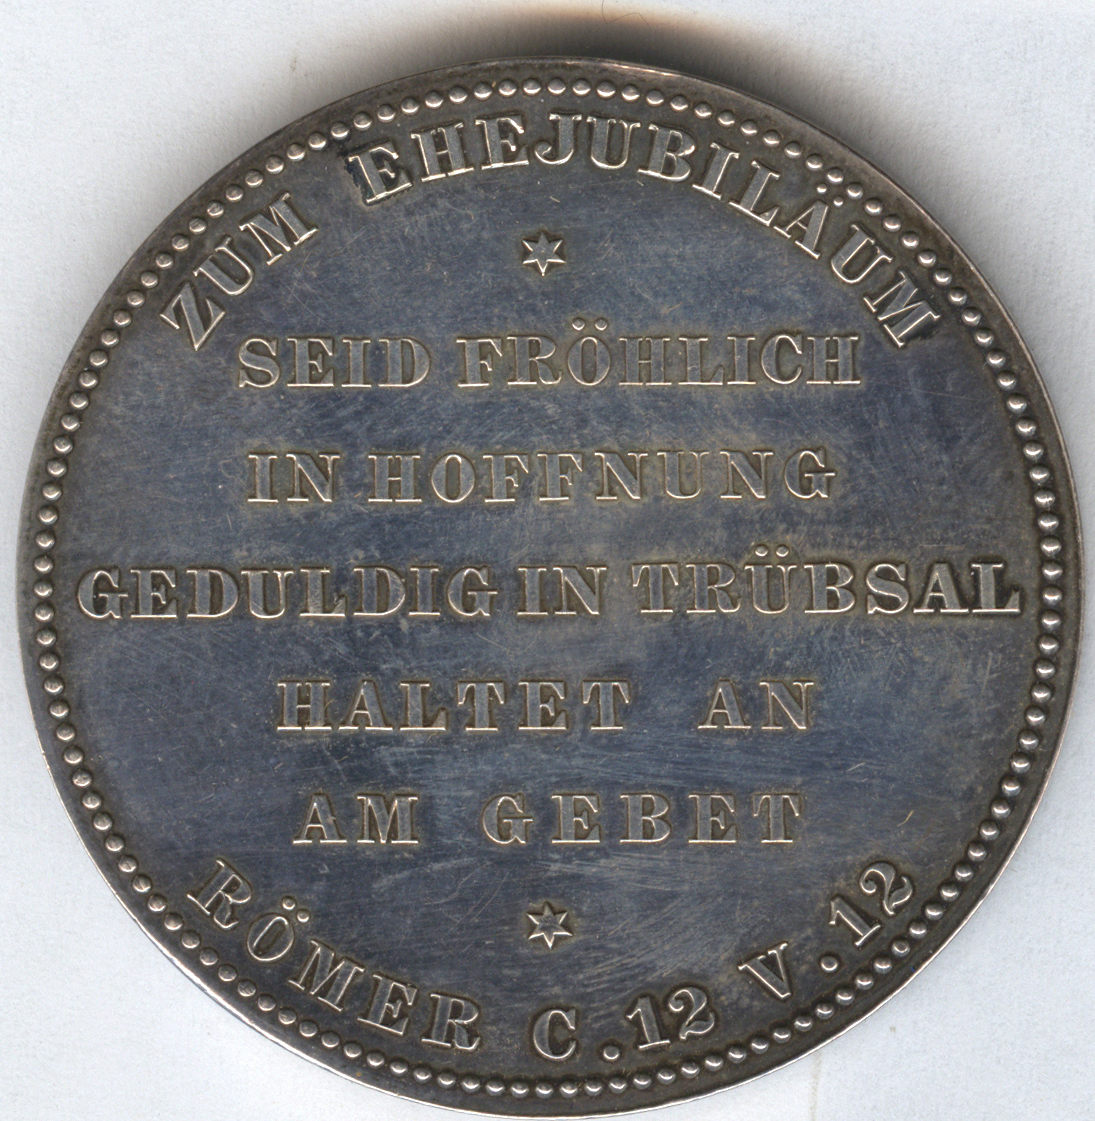 ZUM EHEJUBILÄUM
SEID FRÖHLICH
IN HOFFNUNG
GEDULDIG IN TRÜBSAL
HALTET AN
AM GEBET
RÖMER C.12 V.12